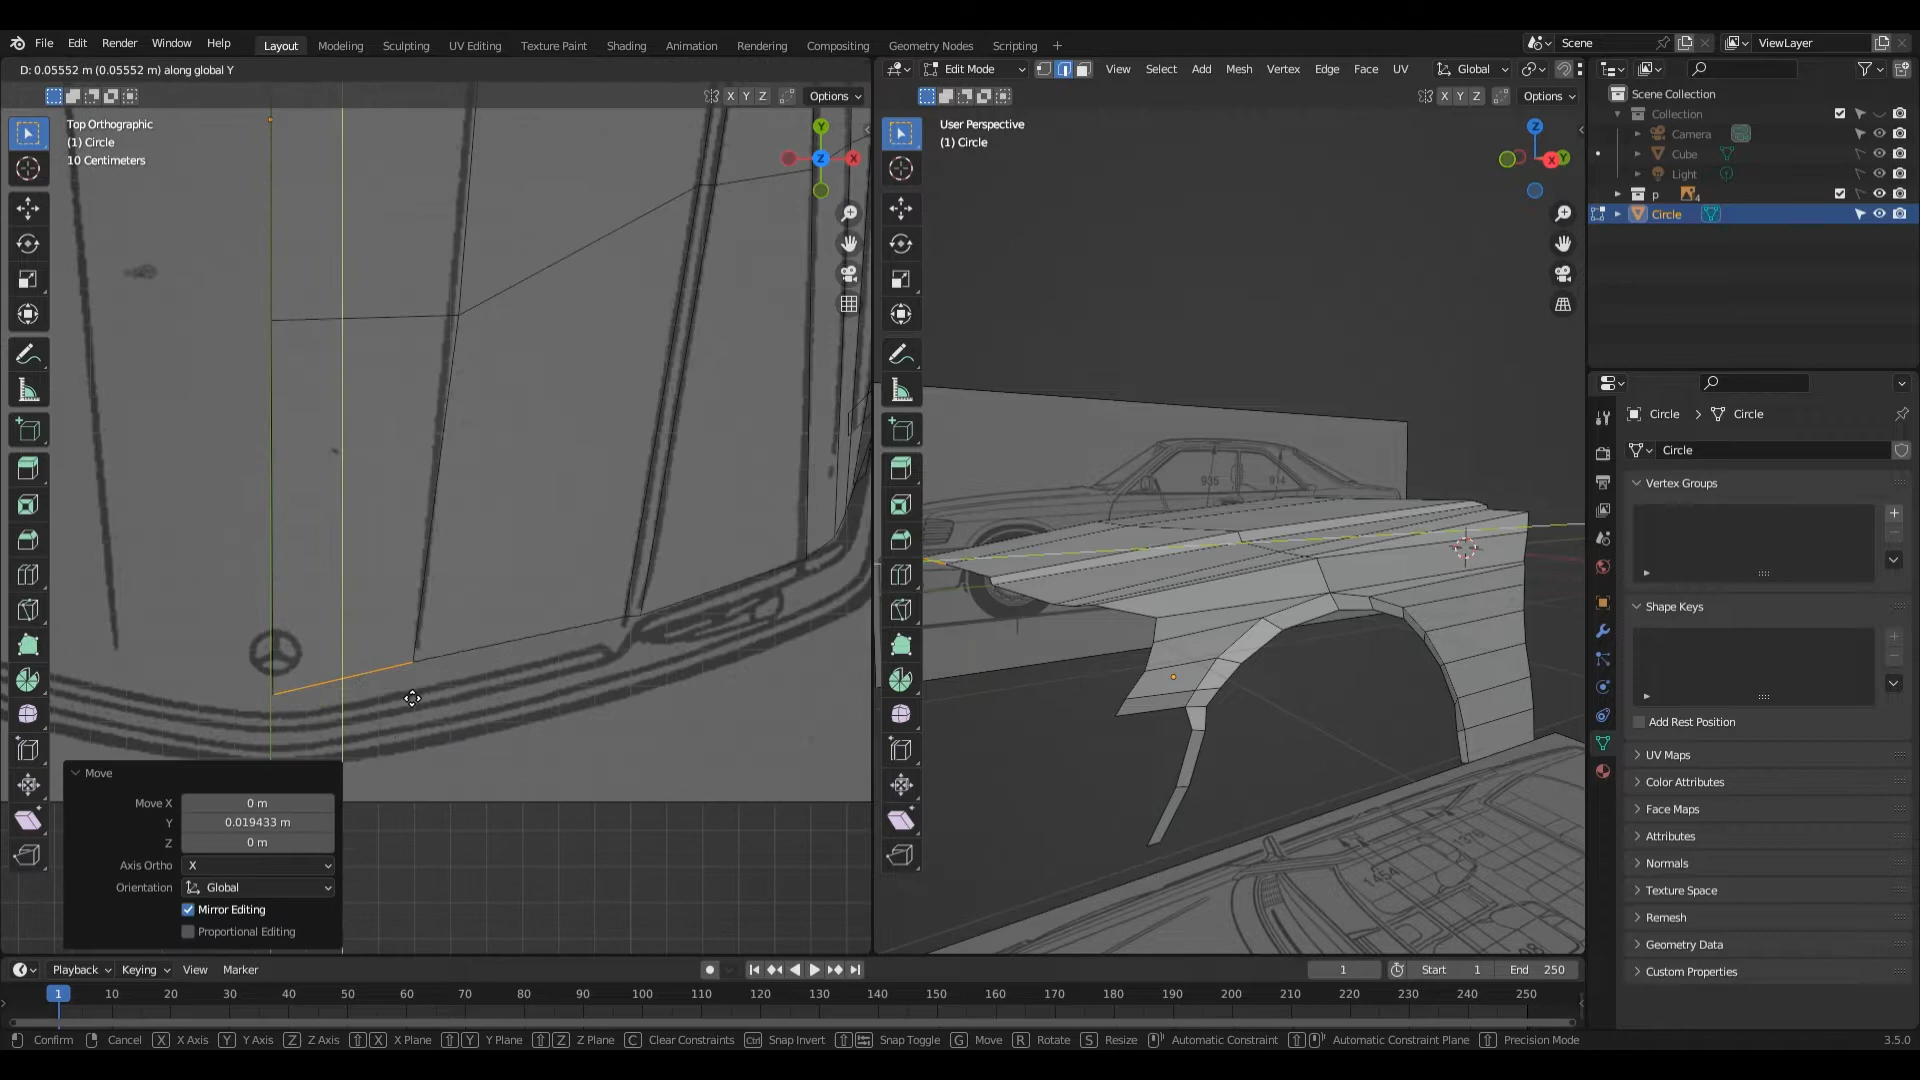 File Edit Render Window Help
Layout Modeling Sculpting UV Editing Texture Paint Shading Animation Rendering Compositing Geometry Nodes Scripting +
Scene ViewLayer
D: 0.05552 m (0.05552 m) along global Y
Edit Mode View Select Add Mesh Vertex Edge Face UV Global
X Y Z Options
X Y Z Options
Top Orthographic
(1) Circle
10 Centimeters
Y
Z
X
User Perspective
(1) Circle
Z
X
Y
935 914
1454
1370
Scene Collection
Collection
Camera
Cube
Light
p 4
Circle
Circle > Circle
Circle
Vertex Groups
Shape Keys
Add Rest Position
UV Maps
Color Attributes
Face Maps
Attributes
Normals
Texture Space
Remesh
Geometry Data
Custom Properties
Move
Move X 0 m
Y 0.019433 m
Z 0 m
Axis Ortho X
Orientation Global
Mirror Editing
Proportional Editing
Playback Keying View Marker
1 Start 1 End 250
1 10 20 30 40 50 60 70 80 90 100 110 120 130 140 150 160 170 180 190 200 210 220 230 240 250
Confirm Cancel X X Axis Y Y Axis Z Z Axis X X Plane Y Y Plane Z Z Plane C Clear Constraints Ctrl Snap Invert Snap Toggle G Move R Rotate S Resize Automatic Constraint Automatic Constraint Plane Precision Mode 3.5.0